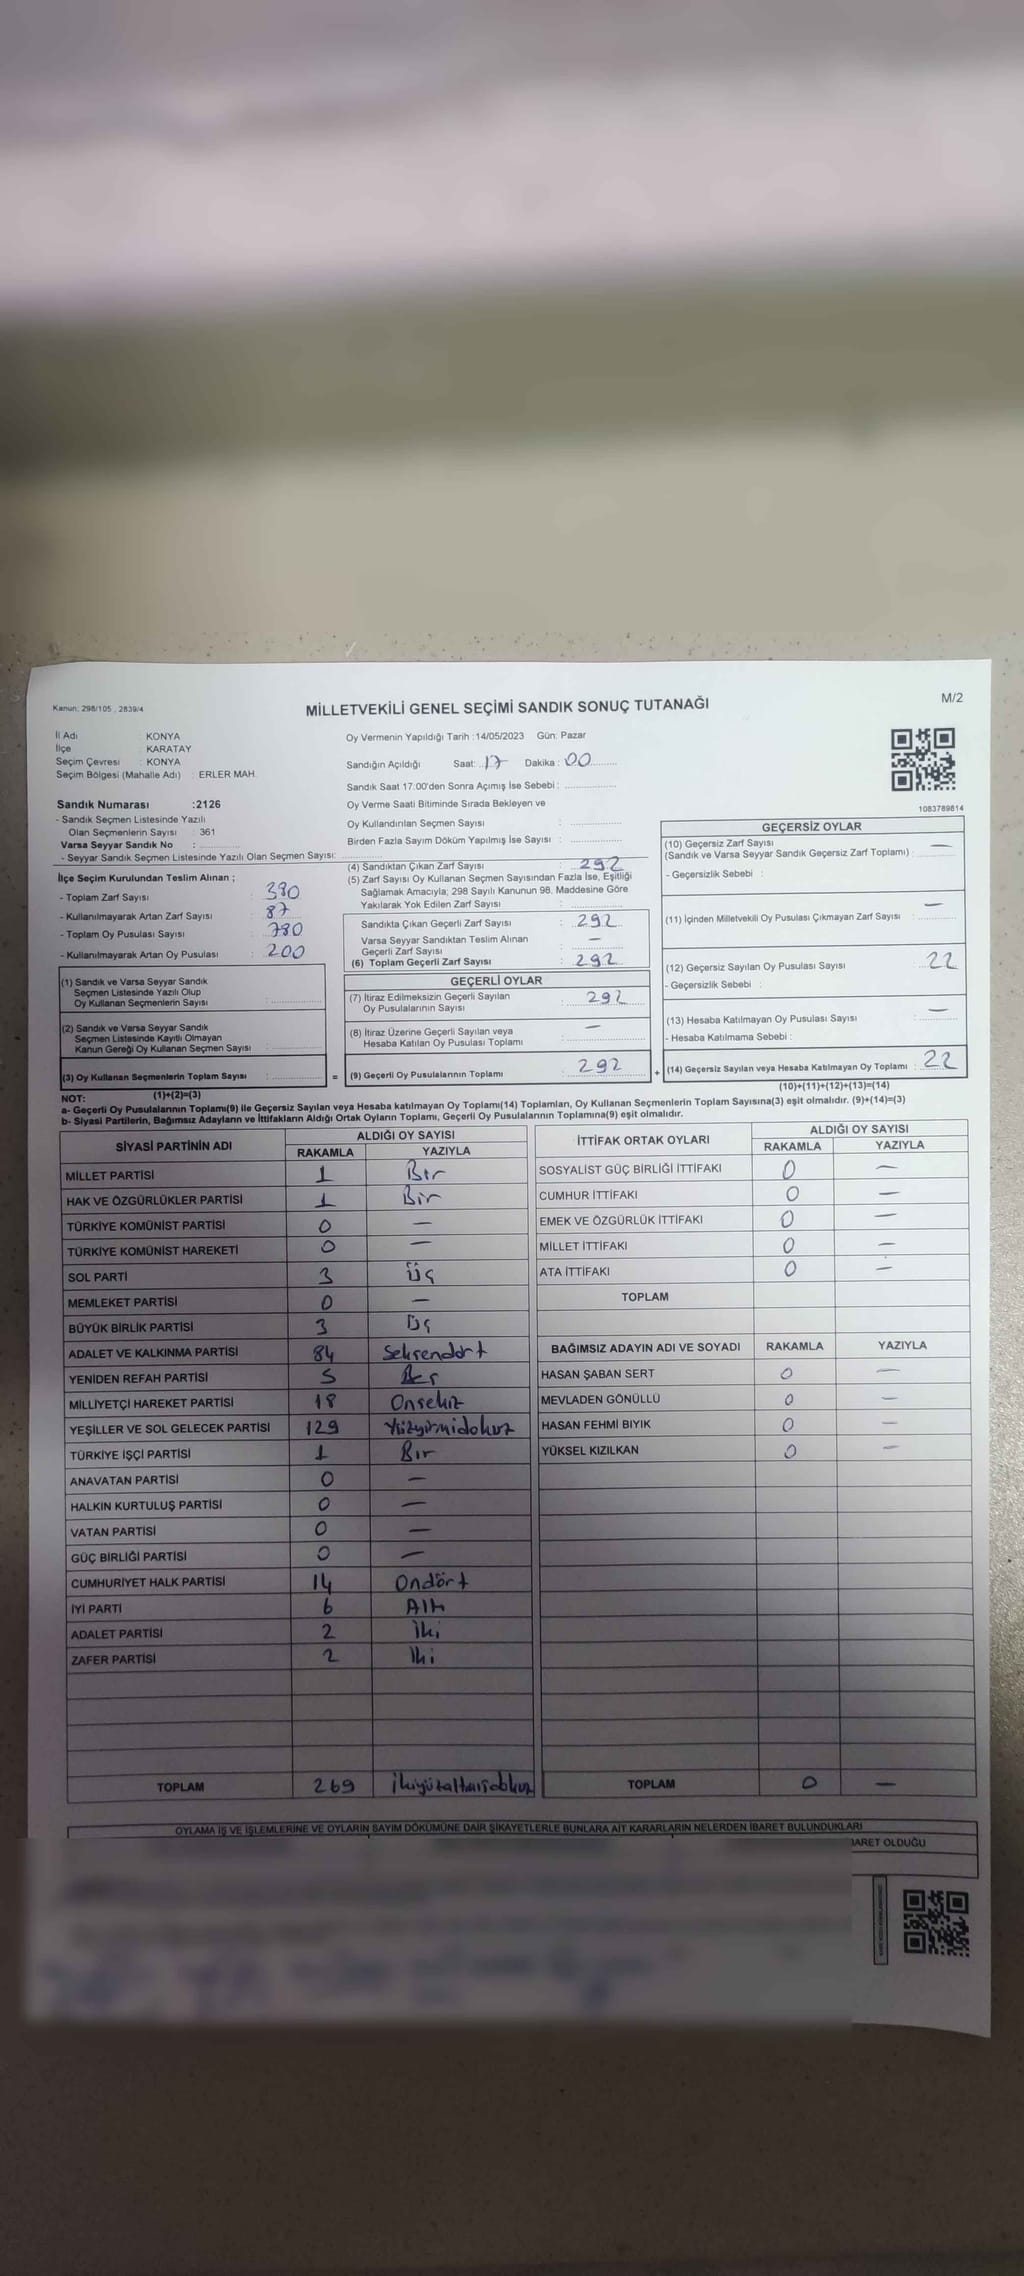 Kanun: 298/105 , 2839/4
MİLLETVEKİLİ GENEL SEÇİMİ SANDIK SONUÇ TUTANAĞI
M/2
İl Adı KONYA
İlçe KARATAY
Seçim Çevresi : KONYA
Seçim Bölgesi (Mahalle Adı) : ERLER MAH.
Sandık Numarası :2126
- Sandık Seçmen Listesinde Yazılı
Olan Seçmenlerin Sayısı : 361
Varsa Seyyar Sandık No :
- Seyyar Sandık Seçmen Listesinde Yazılı Olan Seçmen Sayısı:
Oy Vermenin Yapıldığı Tarih :14/05/2023 Gün: Pazar
Sandığın Açıldığı Saat: 17 Dakika : 00
Sandık Saat 17:00'den Sonra Açımış İse Sebebi :
Oy Verme Saati Bitiminde Sırada Bekleyen ve
Oy Kullandırılan Seçmen Sayısı :
Birden Fazla Sayım Döküm Yapılmış İse Sayısı :
1083789814
İlçe Seçim Kurulundan Teslim Alınan ;
- Toplam Zarf Sayısı : 380
- Kullanılmayarak Artan Zarf Sayısı : 87
- Toplam Oy Pusulası Sayısı : 780
- Kullanılmayarak Artan Oy Pusulası : 200
(1) Sandık ve Varsa Seyyar Sandık
Seçmen Listesinde Yazılı Olup
Oy Kullanan Seçmenlerin Sayısı :
(2) Sandık ve Varsa Seyyar Sandık
Seçmen Listesinde Kayıtlı Olmayan
Kanun Gereği Oy Kullanan Seçmen Sayısı :
(3) Oy Kullanan Seçmenlerin Toplam Sayısı :
(1)+(2)=(3)
(4) Sandıktan Çıkan Zarf Sayısı : 292
(5) Zarf Sayısı Oy Kullanan Seçmen Sayısından Fazla İse, Eşitliği
Sağlamak Amacıyla; 298 Sayılı Kanunun 98. Maddesine Göre
Yakılarak Yok Edilen Zarf Sayısı :
Sandıkta Çıkan Geçerli Zarf Sayısı : 292
Varsa Seyyar Sandıktan Teslim Alınan
Geçerli Zarf Sayısı : —
(6) Toplam Geçerli Zarf Sayısı : 292
GEÇERLİ OYLAR
(7) İtiraz Edilmeksizin Geçerli Sayılan
Oy Pusulalarının Sayısı : 292
(8) İtiraz Üzerine Geçerli Sayılan veya
Hesaba Katılan Oy Pusulası Toplamı : —
= (9) Geçerli Oy Pusulalarının Toplamı : 292 +
GEÇERSİZ OYLAR
(10) Geçersiz Zarf Sayısı
(Sandık ve Varsa Seyyar Sandık Geçersiz Zarf Toplamı) : —
- Geçersizlik Sebebi :
(11) İçinden Milletvekili Oy Pusulası Çıkmayan Zarf Sayısı : —
(12) Geçersiz Sayılan Oy Pusulası Sayısı : 22
- Geçersizlik Sebebi :
(13) Hesaba Katılmayan Oy Pusulası Sayısı : —
- Hesaba Katılmama Sebebi :
(14) Geçersiz Sayılan veya Hesaba Katılmayan Oy Toplamı : 22
(10)+(11)+(12)+(13)=(14)
NOT:
a- Geçerli Oy Pusulalarının Toplamı(9) ile Geçersiz Sayılan veya Hesaba katılmayan Oy Toplamı(14) Toplamları, Oy Kullanan Seçmenlerin Toplam Sayısına(3) eşit olmalıdır. (9)+(14)=(3)
b- Siyasi Partilerin, Bağımsız Adayların ve İttifakların Aldığı Ortak Oyların Toplamı, Geçerli Oy Pusulalarının Toplamına(9) eşit olmalıdır.
SİYASİ PARTİNİN ADI ALDIĞI OY SAYISI
RAKAMLA YAZIYLA
MİLLET PARTİSİ 1 Bir
HAK VE ÖZGÜRLÜKLER PARTİSİ 1 Bir
TÜRKİYE KOMÜNİST PARTİSİ 0 —
TÜRKİYE KOMÜNİST HAREKETİ 0 —
SOL PARTİ 3 Üç
MEMLEKET PARTİSİ 0 —
BÜYÜK BİRLİK PARTİSİ 3 Üç
ADALET VE KALKINMA PARTİSİ 84 Seksendört
YENİDEN REFAH PARTİSİ 5 Beş
MİLLİYETÇİ HAREKET PARTİSİ 18 Onsekiz
YEŞİLLER VE SOL GELECEK PARTİSİ 129 Yüzyirmidokuz
TÜRKİYE İŞÇİ PARTİSİ 1 Bir
ANAVATAN PARTİSİ 0 —
HALKIN KURTULUŞ PARTİSİ 0 —
VATAN PARTİSİ 0 —
GÜÇ BİRLİĞİ PARTİSİ 0 —
CUMHURİYET HALK PARTİSİ 14 Ondört
İYİ PARTİ 6 Altı
ADALET PARTİSİ 2 İki
ZAFER PARTİSİ 2 İki
TOPLAM 269 ikiyüzaltmışdokuz
İTTİFAK ORTAK OYLARI ALDIĞI OY SAYISI
RAKAMLA YAZIYLA
SOSYALİST GÜÇ BİRLİĞİ İTTİFAKI 0 —
CUMHUR İTTİFAKI 0 —
EMEK VE ÖZGÜRLÜK İTTİFAKI 0 —
MİLLET İTTİFAKI 0 —
ATA İTTİFAKI 0 —
TOPLAM
BAĞIMSIZ ADAYIN ADI VE SOYADI RAKAMLA YAZIYLA
HASAN ŞABAN SERT 0 —
MEVLADEN GÖNÜLLÜ 0 —
HASAN FEHMİ BIYIK 0 —
YÜKSEL KIZILKAN 0 —
TOPLAM 0 —
OYLAMA İŞ VE İŞLEMLERİNE VE OYLARIN SAYIM DÖKÜMÜNE DAİR ŞİKAYETLERLE BUNLARA AİT KARARLARIN NELERDEN İBARET BULUNDUKLARI
BARET OLDUĞU